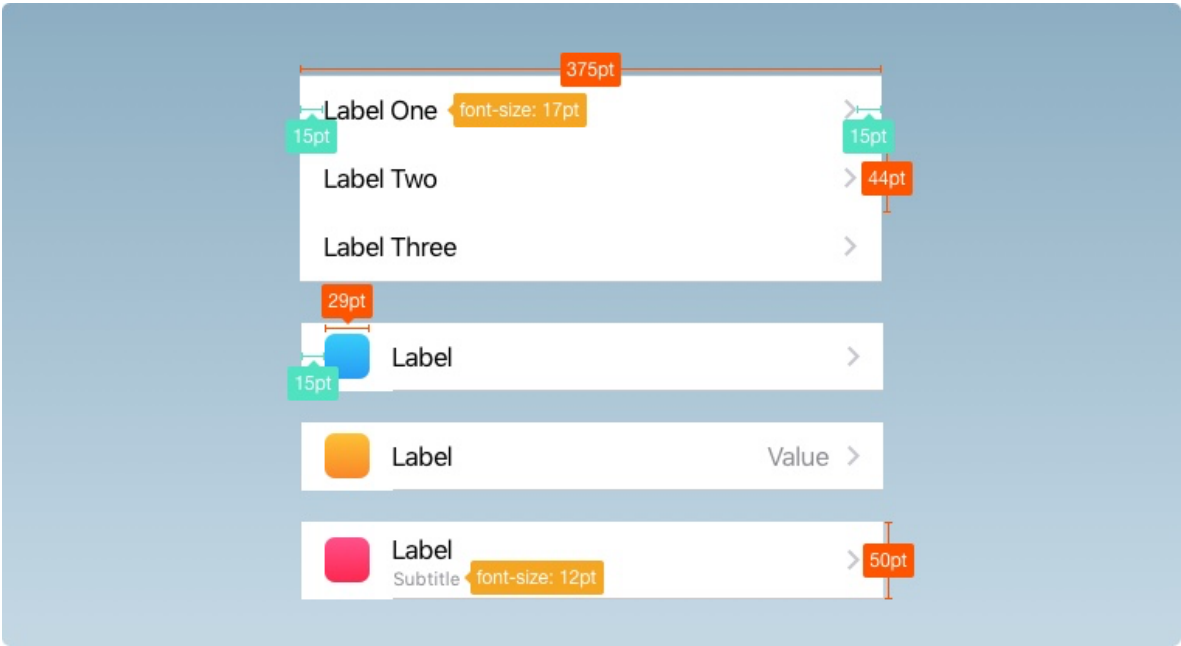 375pt
Label One font-size: 17pt
15pt 15pt
Label Two 44pt
Label Three
29pt
Label
15pt
Label Value
Label
Subtitle font-size: 12pt 50pt